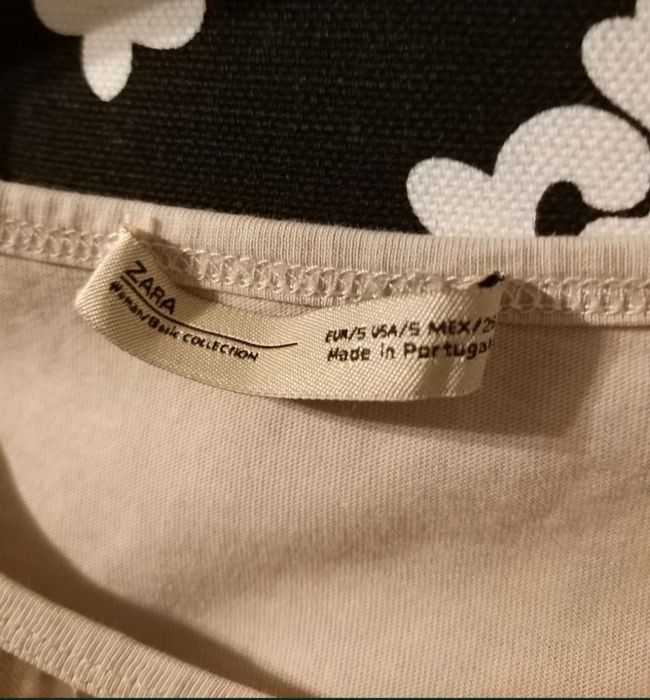 ZARA
Woman/Basic COLLECTION
EUR/S USA/S MEX/26
Made in Portugal